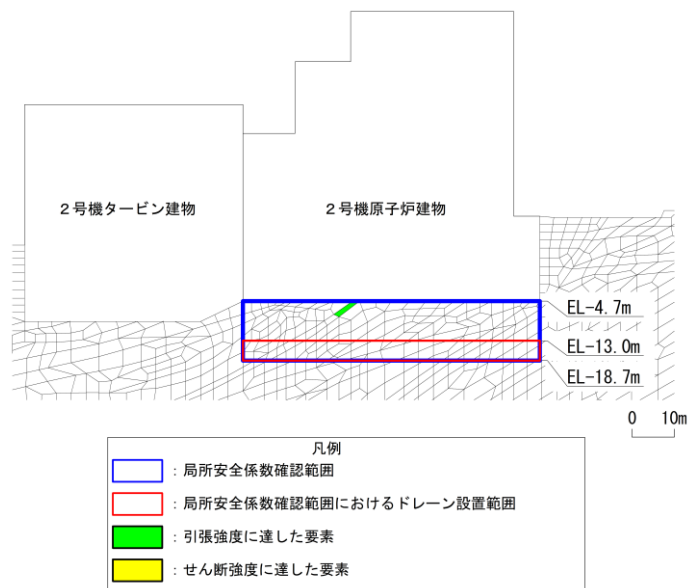 ２号機タービン建物
２号機原子炉建物
EL-4.7m
EL-13.0m
EL-18.7m
0 10m
凡例
：局所安全係数確認範囲
：局所安全係数確認範囲におけるドレーン設置範囲
：引張強度に達した要素
：せん断強度に達した要素